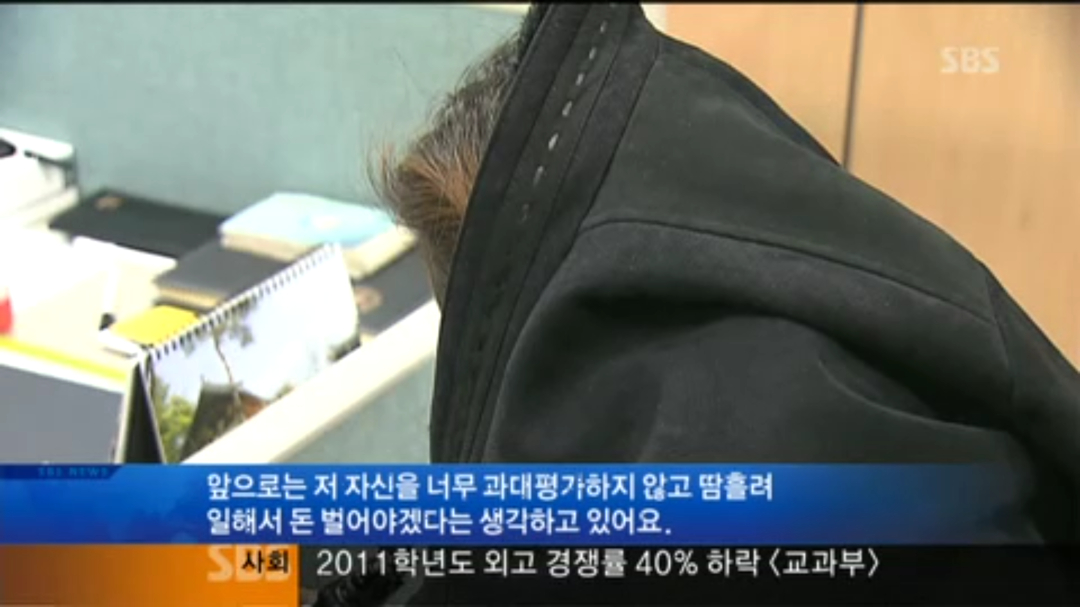 SBS
SBS NEWS
앞으로는 저 자신을 너무 과대평가하지 않고 땀흘려
일해서 돈 벌어야겠다는 생각하고 있어요.
SBS 사회 2011학년도 외고 경쟁률 40% 하락 <교과부>